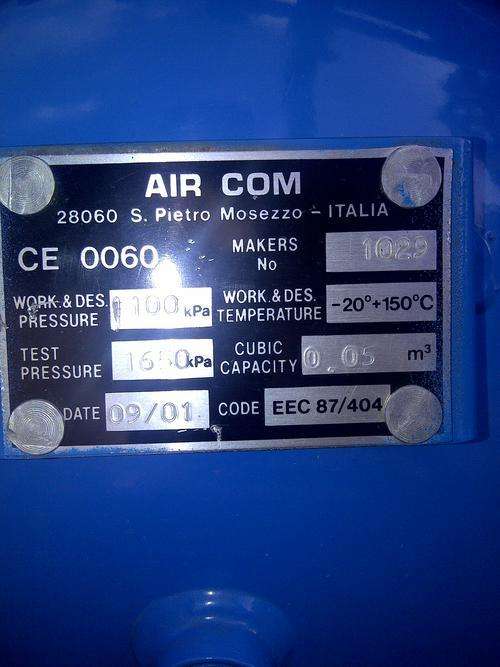 AIR COM
28060 S. Pietro Mosezzo – ITALIA
CE 0060
MAKERS No 1029
WORK. & DES. PRESSURE 1100 kPa
WORK. & DES. TEMPERATURE -20°+150°C
TEST PRESSURE 1650 kPa
CUBIC CAPACITY 0.05 m³
DATE 09/01
CODE EEC 87/404